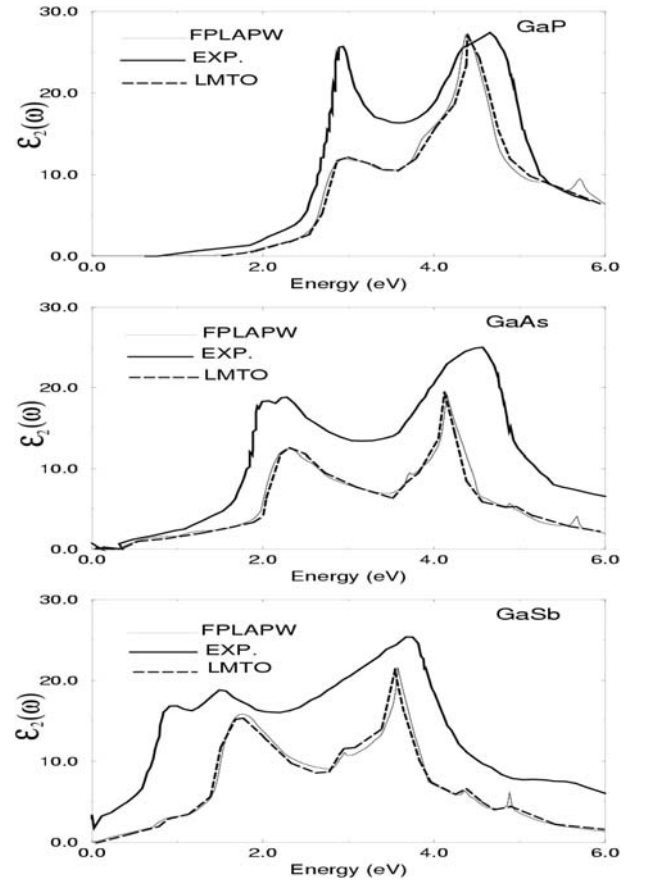 30.0
GaP
FPLAPW
EXP.
LMTO
20.0
ε₂(ω)
10.0
0.0
0.0 2.0 4.0 6.0
Energy (eV)
30.0
GaAs
FPLAPW
EXP.
LMTO
20.0
ε₂(ω)
10.0
0.0
0.0 2.0 4.0 6.0
Energy (eV)
30.0
GaSb
FPLAPW
EXP.
LMTO
20.0
ε₂(ω)
10.0
0.0
0.0 2.0 4.0 6.0
Energy (eV)